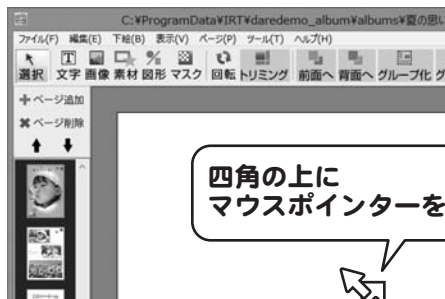 C:¥ProgramData¥IRT¥daredemo_album¥albums¥夏の思い
ファイル(F) 編集(E) 下絵(B) 表示(V) ページ(P) ツール(T) ヘルプ(H)
選択 文字 画像 素材 図形 マスク 回転 トリミング 前面へ 背面へ グループ化 グ
ページ追加
ページ削除
四角の上に
マウスポインターを